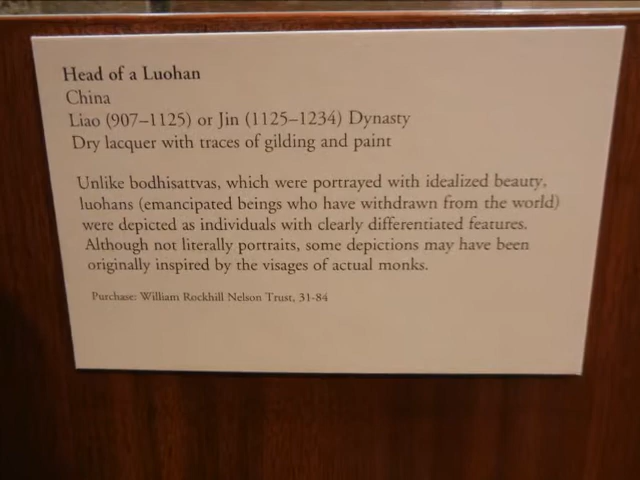 Head of a Luohan
China
Liao (907–1125) or Jin (1125–1234) Dynasty
Dry lacquer with traces of gilding and paint
Unlike bodhisattvas, which were portrayed with idealized beauty,
luohans (emancipated beings who have withdrawn from the world)
were depicted as individuals with clearly differentiated features.
Although not literally portraits, some depictions may have been
originally inspired by the visages of actual monks.
Purchase: William Rockhill Nelson Trust, 31-84